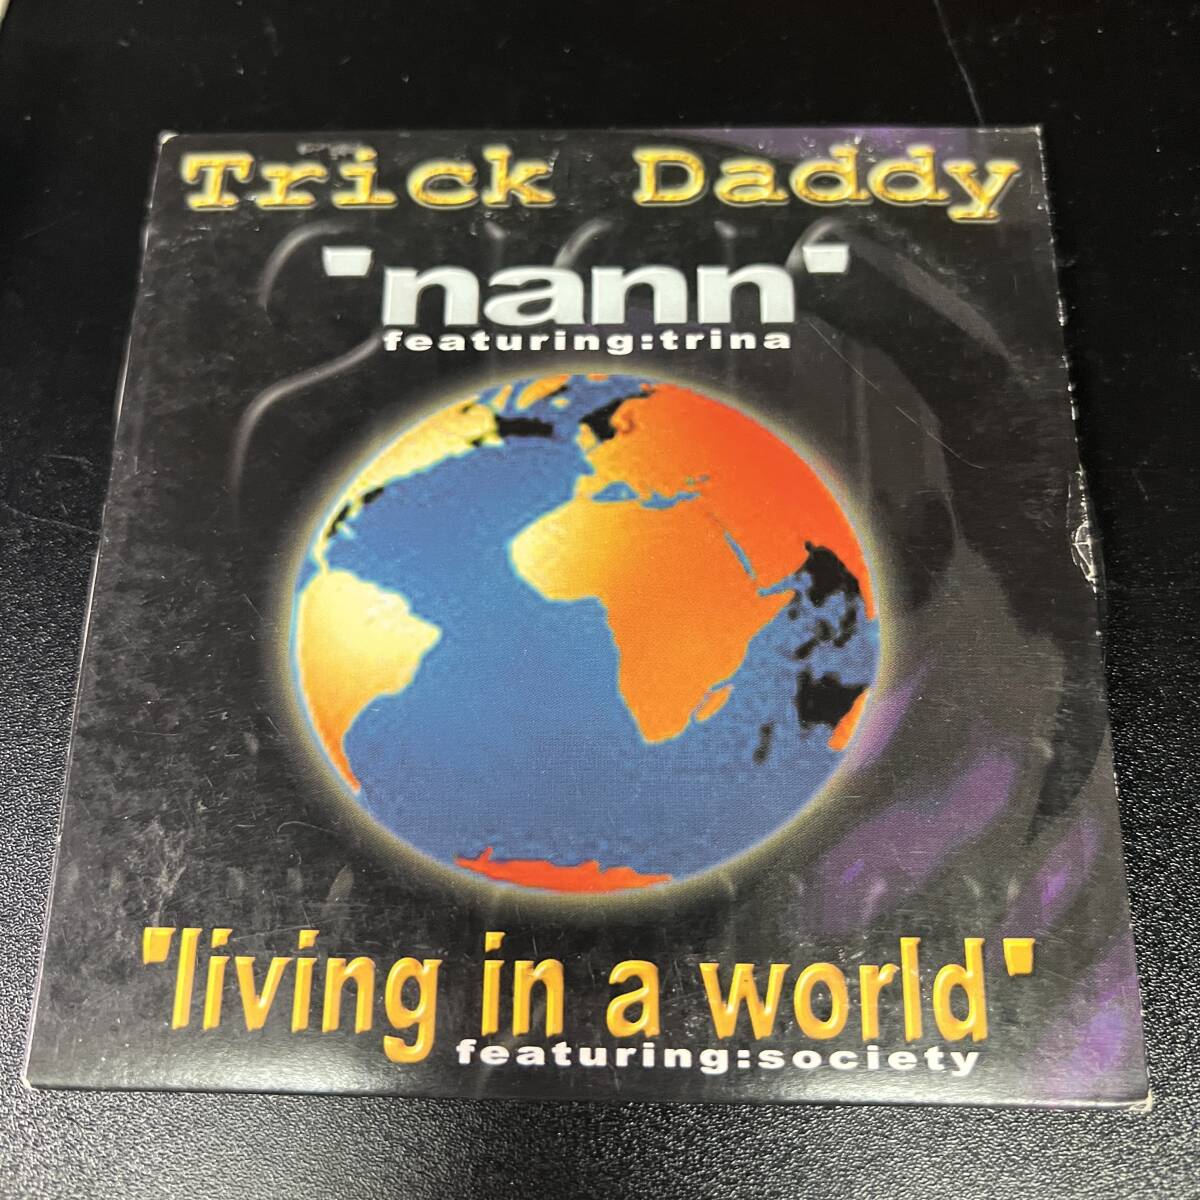 Trick Daddy
"nann"
featuring:trina
"living in a world"
featuring:society